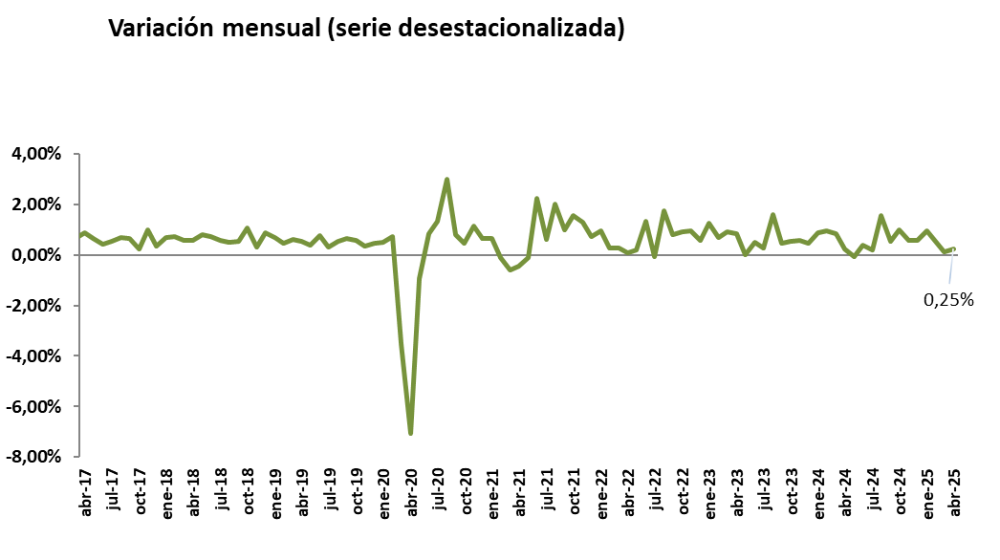 Variación mensual (serie desestacionalizada)
4,00%
2,00%
0,00%
-2,00%
-4,00%
-6,00%
-8,00%
0,25%
abr-17
jul-17
oct-17
ene-18
abr-18
jul-18
oct-18
ene-19
abr-19
jul-19
oct-19
ene-20
abr-20
jul-20
oct-20
ene-21
abr-21
jul-21
oct-21
ene-22
abr-22
jul-22
oct-22
ene-23
abr-23
jul-23
oct-23
ene-24
abr-24
jul-24
oct-24
ene-25
abr-25